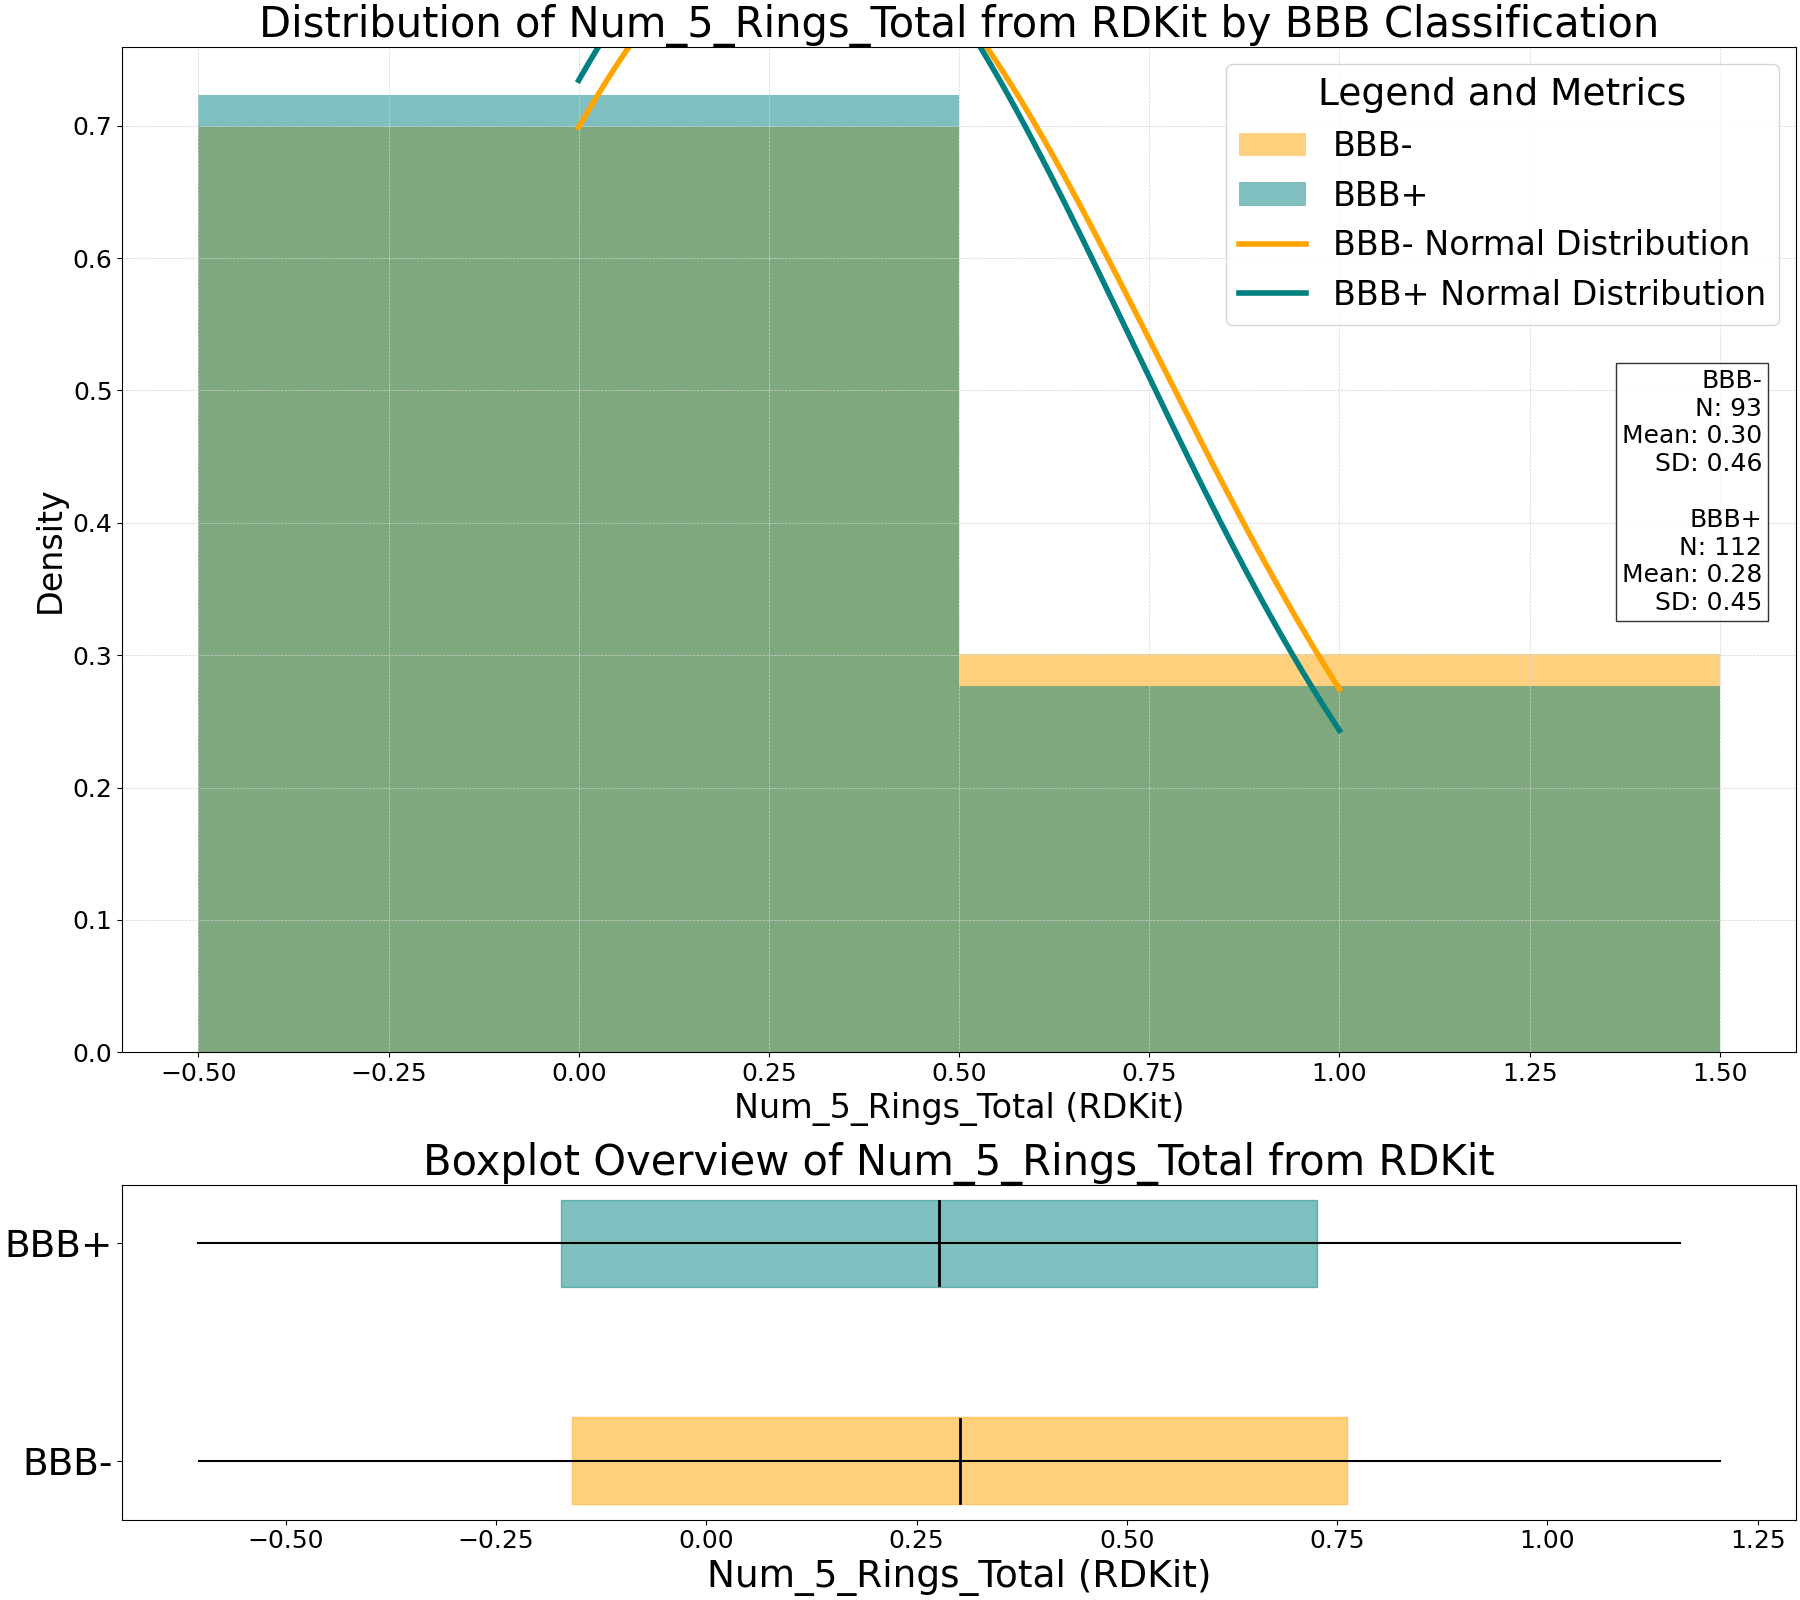 Distribution of Num_5_Rings_Total from RDKit by BBB Classification
Legend and Metrics
BBB-
BBB+
BBB- Normal Distribution
BBB+ Normal Distribution
BBB-
N: 93
Mean: 0.30
SD: 0.46
BBB+
N: 112
Mean: 0.28
SD: 0.45
Density
0.7
0.6
0.5
0.4
0.3
0.2
0.1
0.0
−0.50 −0.25 0.00 0.25 0.50 0.75 1.00 1.25 1.50
Num_5_Rings_Total (RDKit)
Boxplot Overview of Num_5_Rings_Total from RDKit
BBB+
BBB-
−0.50 −0.25 0.00 0.25 0.50 0.75 1.00 1.25
Num_5_Rings_Total (RDKit)